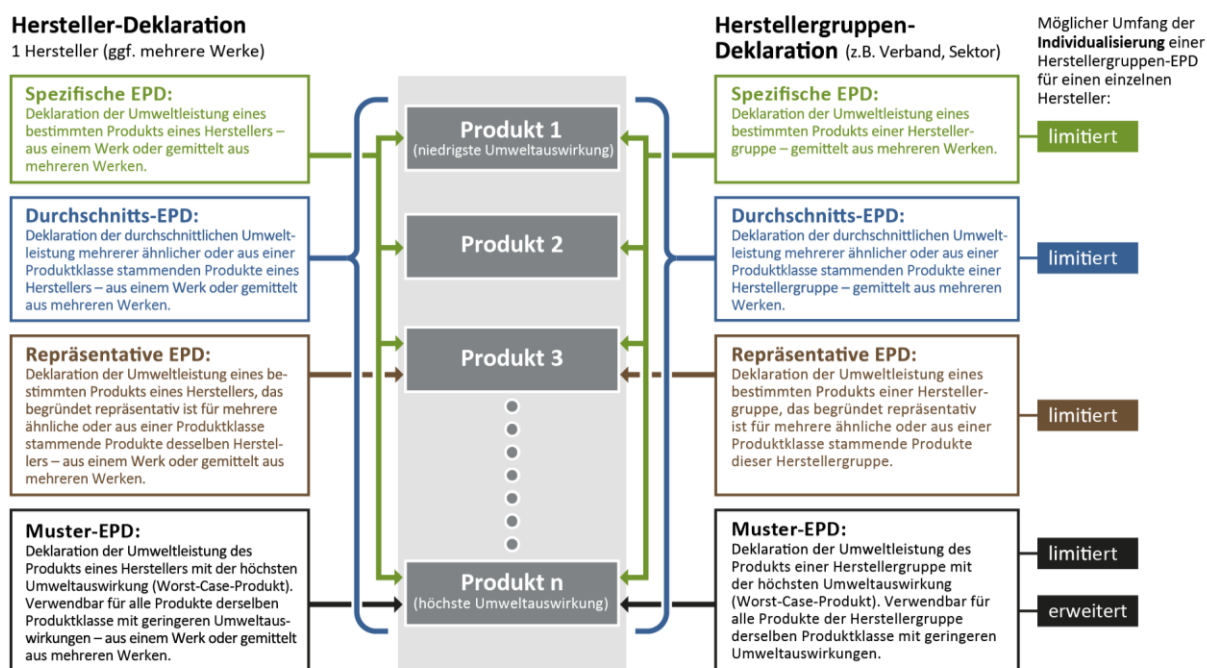 Hersteller-Deklaration
1 Hersteller (ggf. mehrere Werke)
Spezifische EPD:
Deklaration der Umweltleistung eines
bestimmten Produkts eines Herstellers –
aus einem Werk oder gemittelt aus
mehreren Werken.
Durchschnitts-EPD:
Deklaration der durchschnittlichen Umwelt-
leistung mehrerer ähnlicher oder aus einer
Produktklasse stammenden Produkte eines
Herstellers – aus einem Werk oder gemittelt
aus mehreren Werken.
Repräsentative EPD:
Deklaration der Umweltleistung eines be-
stimmten Produkts eines Herstellers, das
begründet repräsentativ ist für mehrere
ähnliche oder aus einer Produktklasse
stammende Produkte desselben Herstel-
lers – aus einem Werk oder gemittelt aus
mehreren Werken.
Muster-EPD:
Deklaration der Umweltleistung des
Produkts eines Herstellers mit der höchsten
Umweltauswirkung (Worst-Case-Produkt).
Verwendbar für alle Produkte derselben
Produktklasse mit geringeren Umweltaus-
wirkungen – aus einem Werk oder gemittelt
aus mehreren Werken.
Produkt 1
(niedrigste Umweltauswirkung)
Produkt 2
Produkt 3
Produkt n
(höchste Umweltauswirkung)
Herstellergruppen-
Deklaration (z.B. Verband, Sektor)
Spezifische EPD:
Deklaration der Umweltleistung eines
bestimmten Produkts einer Hersteller-
gruppe – gemittelt aus mehreren Werken.
Durchschnitts-EPD:
Deklaration der durchschnittlichen Umwelt-
leistung mehrerer ähnlicher oder aus einer
Produktklasse stammenden Produkte einer
Herstellergruppe – gemittelt aus mehreren
Werken.
Repräsentative EPD:
Deklaration der Umweltleistung eines
bestimmten Produkts einer Hersteller-
gruppe, das begründet repräsentativ
ist für mehrere ähnliche oder aus einer
Produktklasse stammende Produkte
dieser Herstellergruppe.
Muster-EPD:
Deklaration der Umweltleistung des
Produkts einer Herstellergruppe mit
der höchsten Umweltauswirkung
(Worst-Case-Produkt). Verwendbar für
alle Produkte der Herstellergruppe
derselben Produktklasse mit geringeren
Umweltauswirkungen.
Möglicher Umfang der
Individualisierung einer
Herstellergruppen-EPD
für einen einzelnen
Hersteller:
limitiert
limitiert
limitiert
limitiert
erweitert